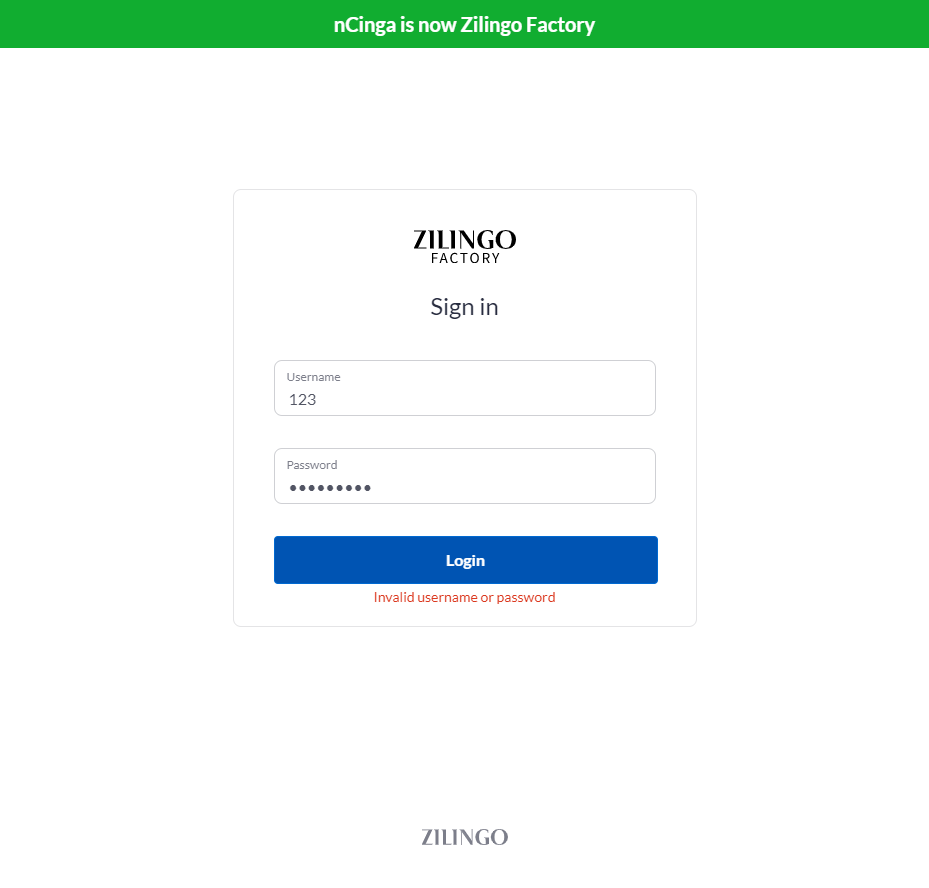 nCinga is now Zilingo Factory
ZILINGO
FACTORY
Sign in
Username
123
Password
•••••••••
Login
Invalid username or password
ZILINGO